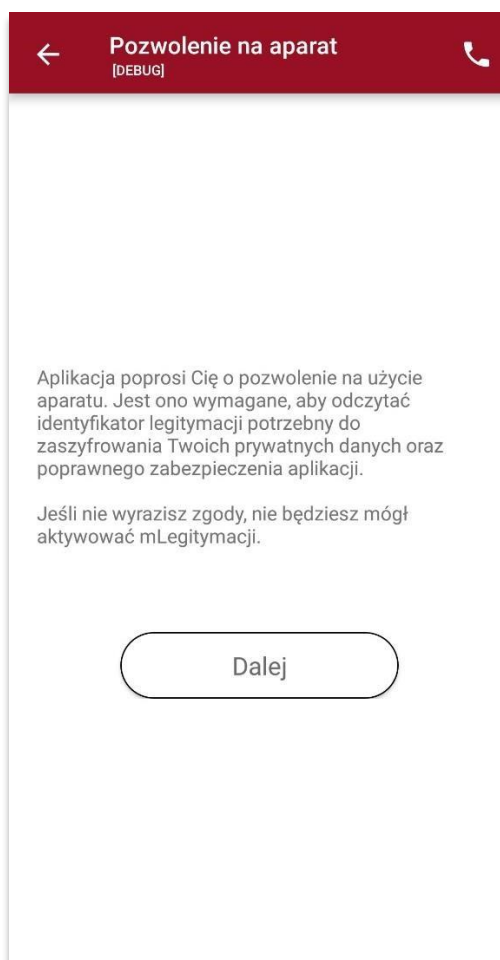 Pozwolenie na aparat
[DEBUG]
Aplikacja poprosi Cię o pozwolenie na użycie
aparatu. Jest ono wymagane, aby odczytać
identyfikator legitymacji potrzebny do
zaszyfrowania Twoich prywatnych danych oraz
poprawnego zabezpieczenia aplikacji.
Jeśli nie wyrazisz zgody, nie będziesz mógł
aktywować mLegitymacji.
Dalej